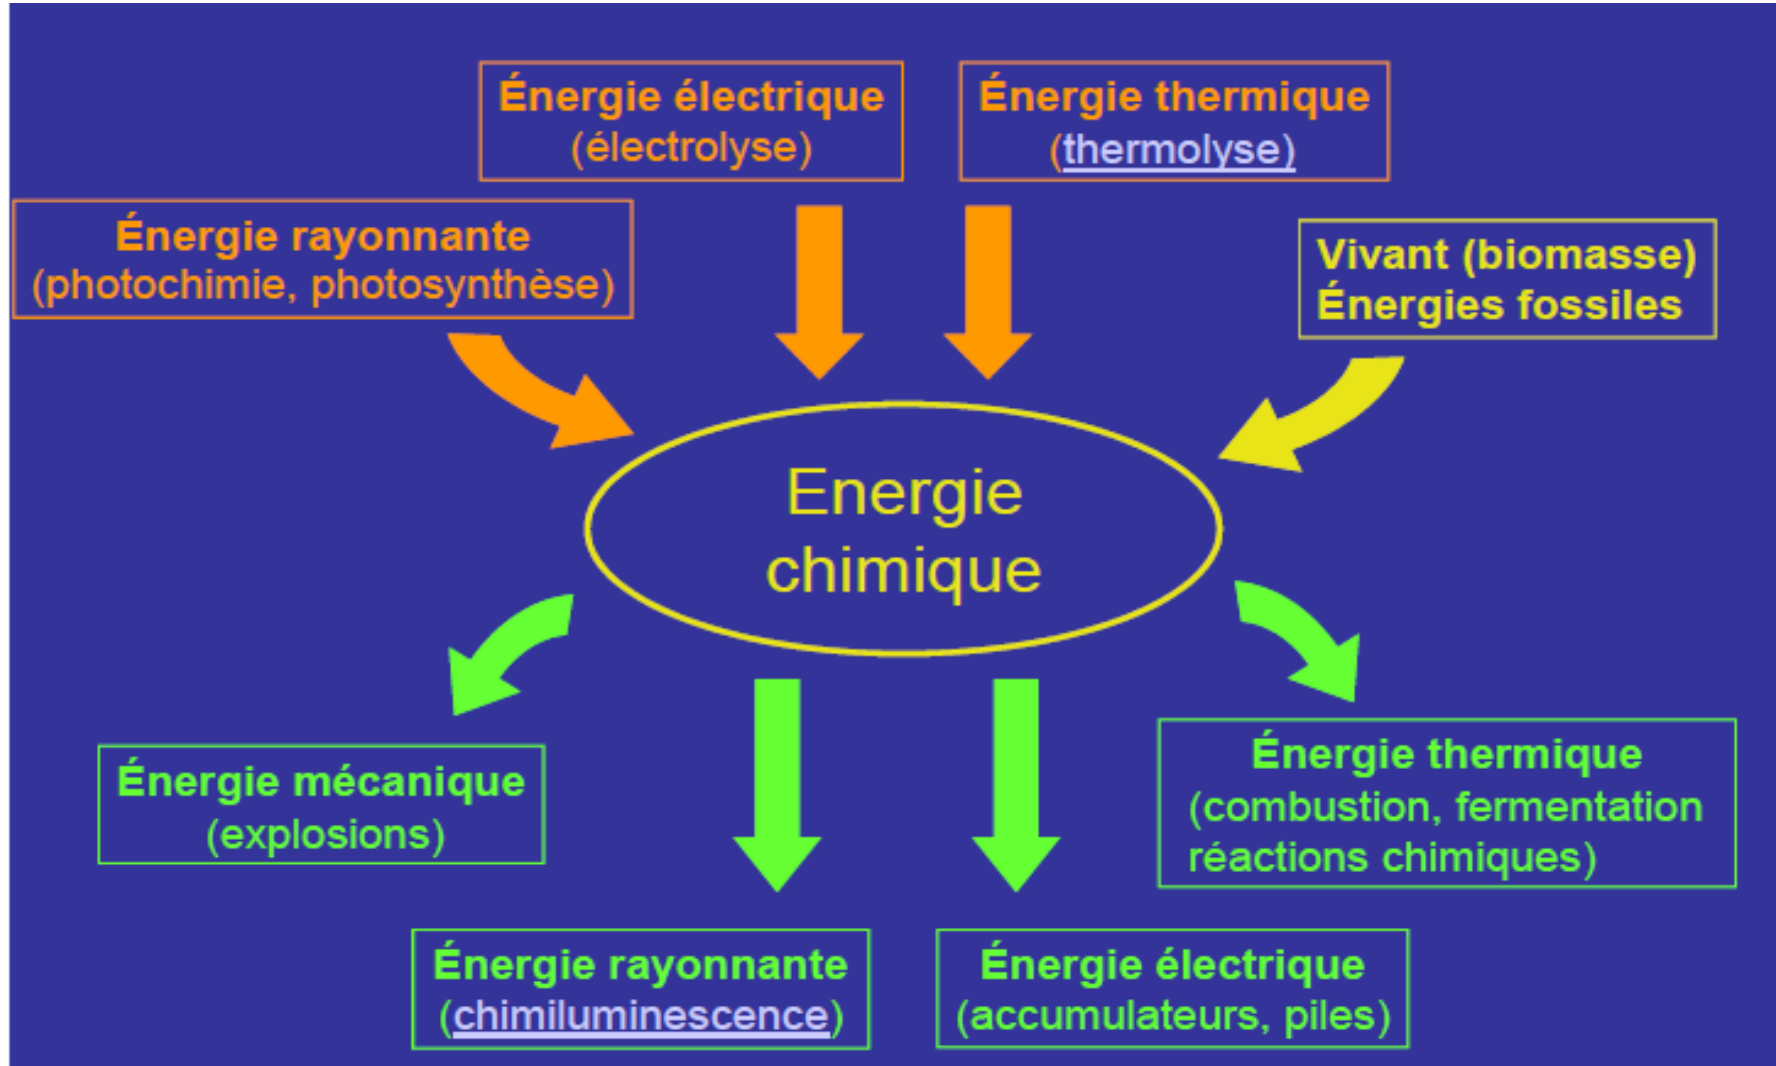 Énergie électrique
(électrolyse)
Énergie thermique
(thermolyse)
Énergie rayonnante
(photochimie, photosynthèse)
Vivant (biomasse)
Énergies fossiles
Energie
chimique
Énergie mécanique
(explosions)
Énergie thermique
(combustion, fermentation
réactions chimiques)
Énergie rayonnante
(chimiluminescence)
Énergie électrique
(accumulateurs, piles)